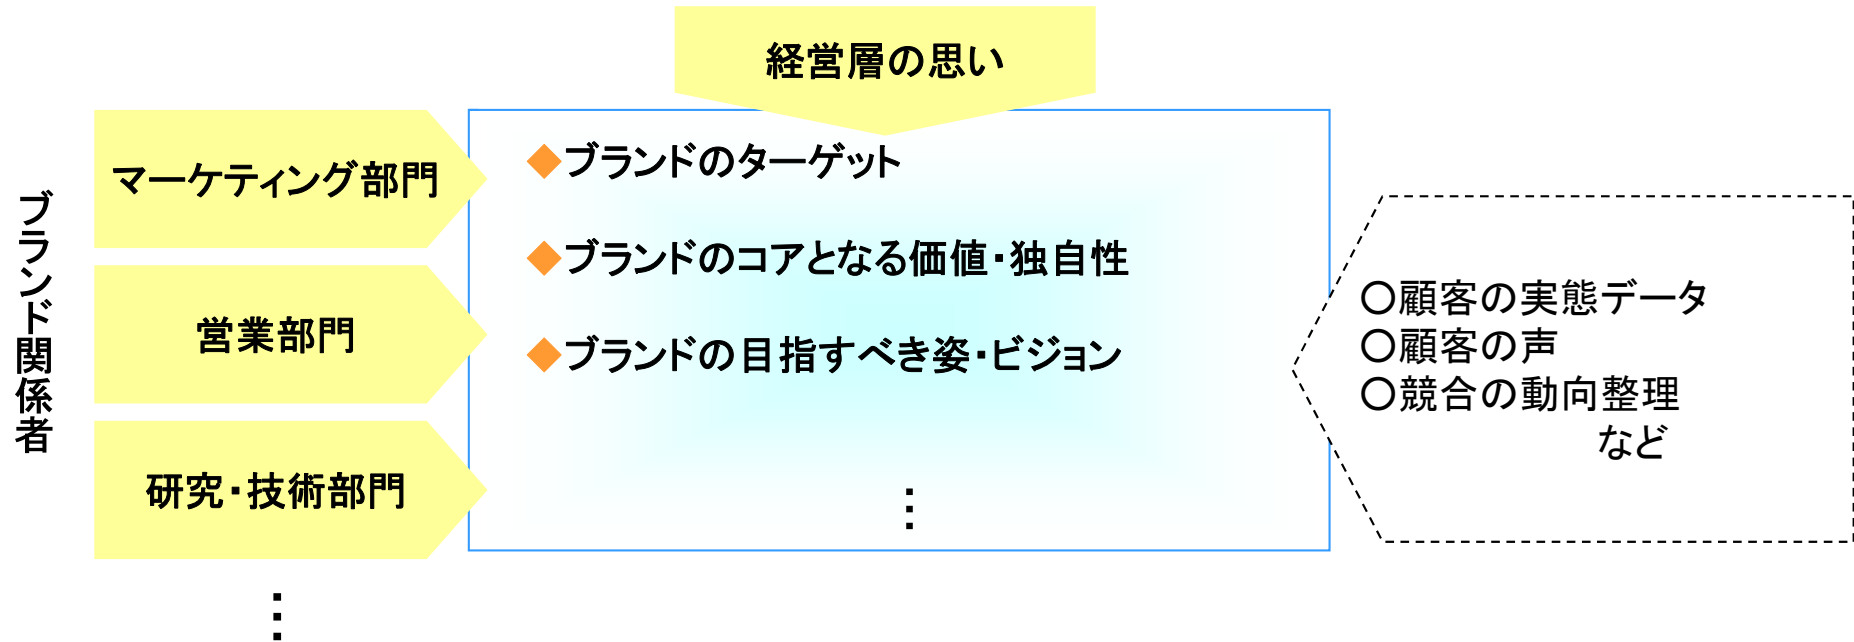 経営層の思い
ブランド関係者
マーケティング部門
営業部門
研究・技術部門
⋮
◆ブランドのターゲット
◆ブランドのコアとなる価値・独自性
◆ブランドの目指すべき姿・ビジョン
⋮
○顧客の実態データ
○顧客の声
○競合の動向整理
など